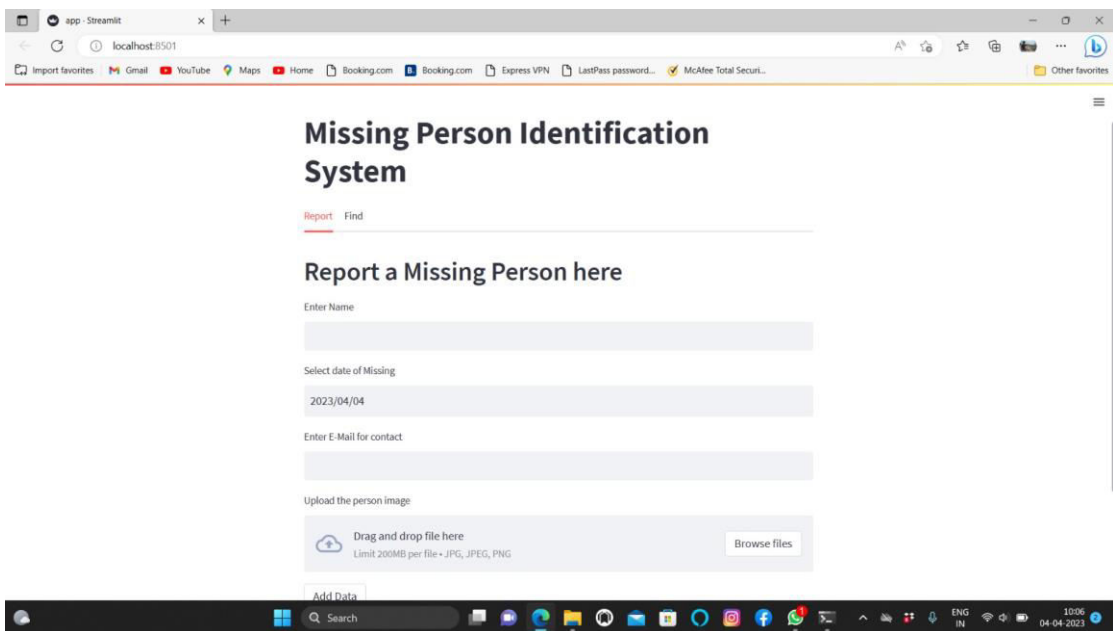 app · Streamlit
localhost:8501
Import favorites Gmail YouTube Maps Home Booking.com B. Booking.com Express VPN LastPass password... McAfee Total Securi... Other favorites
Missing Person Identification
System
Report Find
Report a Missing Person here
Enter Name
Select date of Missing
2023/04/04
Enter E-Mail for contact
Upload the person image
Drag and drop file here
Limit 200MB per file • JPG, JPEG, PNG
Browse files
Add Data
Search
ENG
IN
10:06
04-04-2023